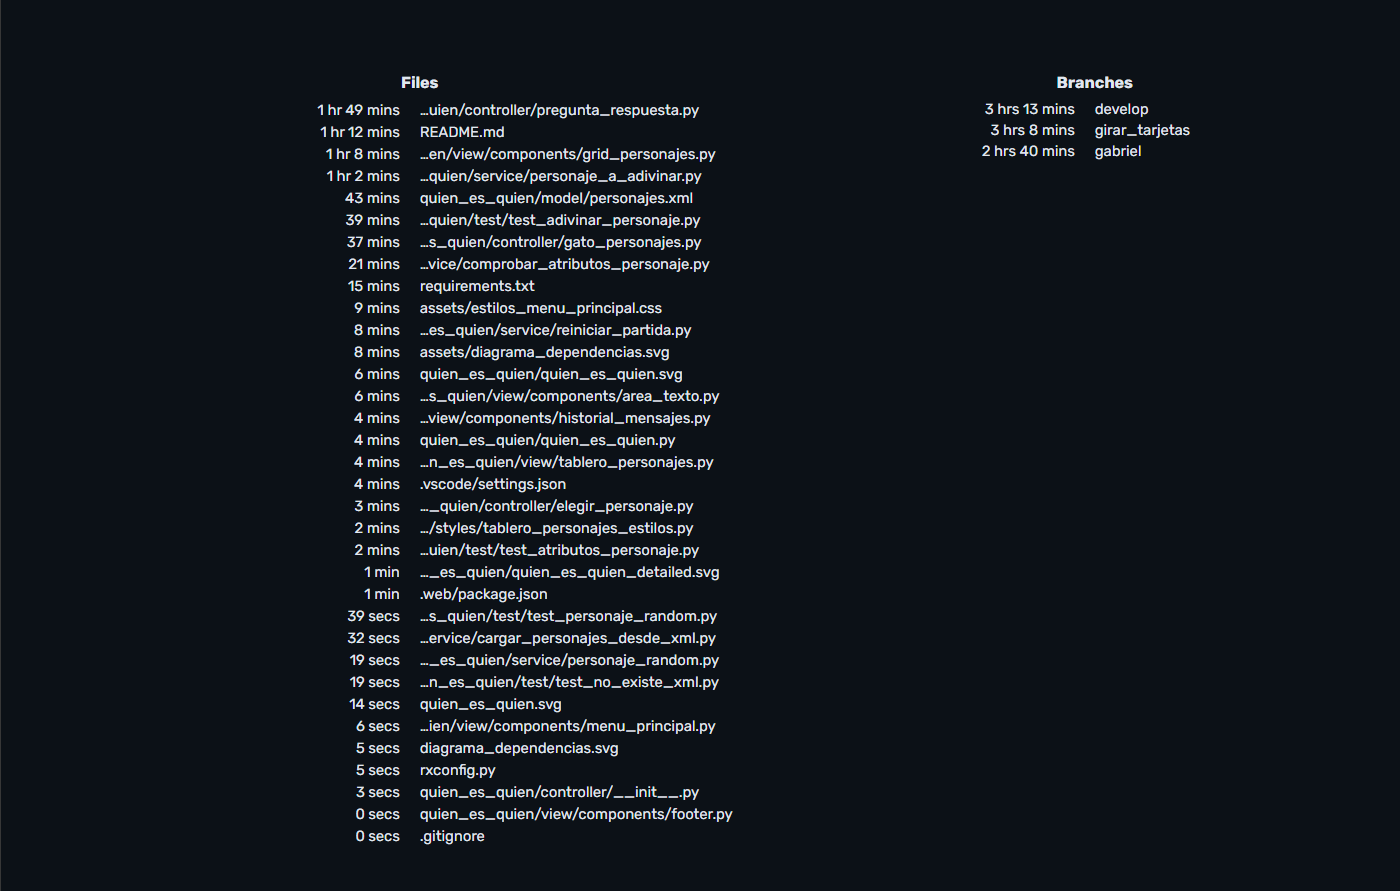 Files
1 hr 49 mins …uien/controller/pregunta_respuesta.py
1 hr 12 mins README.md
1 hr 8 mins …en/view/components/grid_personajes.py
1 hr 2 mins …quien/service/personaje_a_adivinar.py
43 mins quien_es_quien/model/personajes.xml
39 mins …quien/test/test_adivinar_personaje.py
37 mins …s_quien/controller/gato_personajes.py
21 mins …vice/comprobar_atributos_personaje.py
15 mins requirements.txt
9 mins assets/estilos_menu_principal.css
8 mins …es_quien/service/reiniciar_partida.py
8 mins assets/diagrama_dependencias.svg
6 mins quien_es_quien/quien_es_quien.svg
6 mins …s_quien/view/components/area_texto.py
4 mins …view/components/historial_mensajes.py
4 mins quien_es_quien/quien_es_quien.py
4 mins …n_es_quien/view/tablero_personajes.py
4 mins .vscode/settings.json
3 mins …_quien/controller/elegir_personaje.py
2 mins …/styles/tablero_personajes_estilos.py
2 mins …uien/test/test_atributos_personaje.py
1 min …_es_quien/quien_es_quien_detailed.svg
1 min .web/package.json
39 secs …s_quien/test/test_personaje_random.py
32 secs …ervice/cargar_personajes_desde_xml.py
19 secs …_es_quien/service/personaje_random.py
19 secs …n_es_quien/test/test_no_existe_xml.py
14 secs quien_es_quien.svg
6 secs …ien/view/components/menu_principal.py
5 secs diagrama_dependencias.svg
5 secs rxconfig.py
3 secs quien_es_quien/controller/__init__.py
0 secs quien_es_quien/view/components/footer.py
0 secs .gitignore
Branches
3 hrs 13 mins develop
3 hrs 8 mins girar_tarjetas
2 hrs 40 mins gabriel